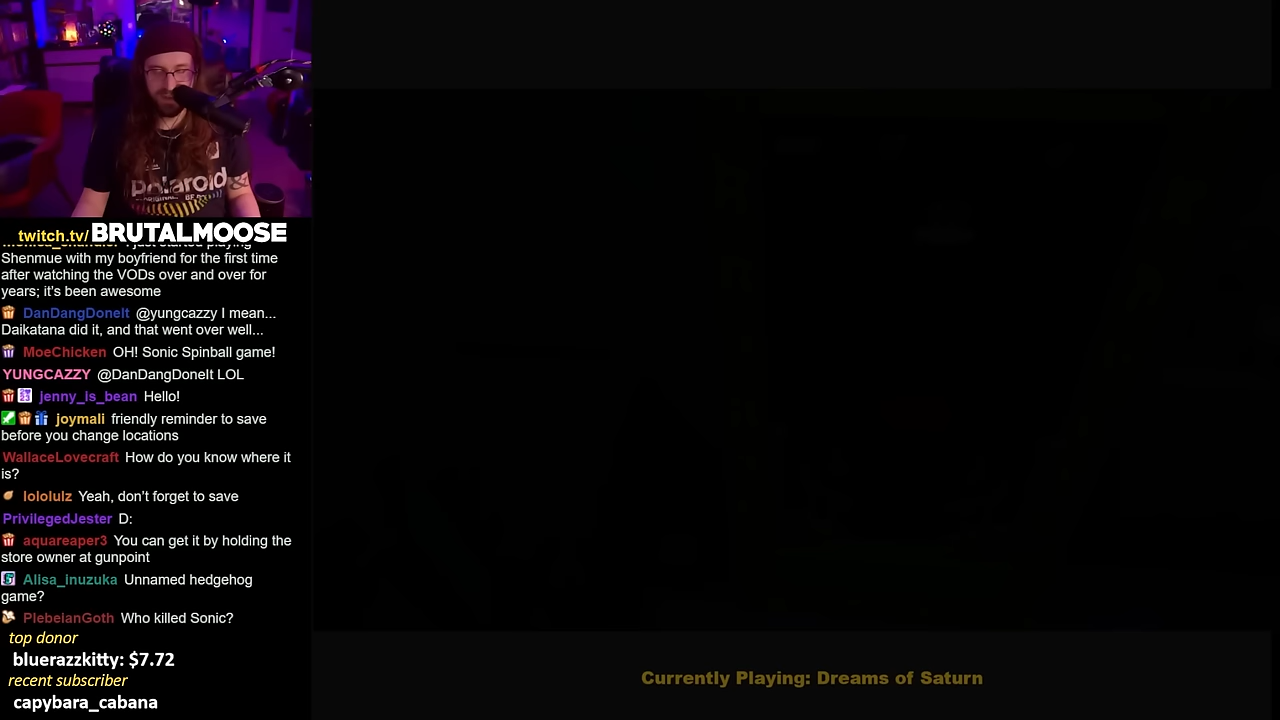 Polaroid
twitch.tv/BRUTALMOOSE
Shenmue with my boyfriend for the first
after watching the VODs over and over for
years; it's been awesome
DanDangDoneIt @yungcazzy I mean...
Daikatana did it, and that went over well...
MoeChicken OH! Sonic Spinball game!
YUNGCAZZY @DanDangDoneIt LOL
jenny_is_bean Hello!
joymali friendly reminder to save
before you change locations
WallaceLovecraft How do you know where it
is?
lololulz Yeah, don't forget to save
PrivilegedJester D:
aquareaper3 You can get it by holding the
store owner at gunpoint
Alisa_inuzuka Unnamed hedgehog
game?
PlebeianGoth Who killed Sonic?
top donor
bluerazzkitty: $7.72
recent subscriber
capybara_cabana
Currently Playing: Dreams of Saturn